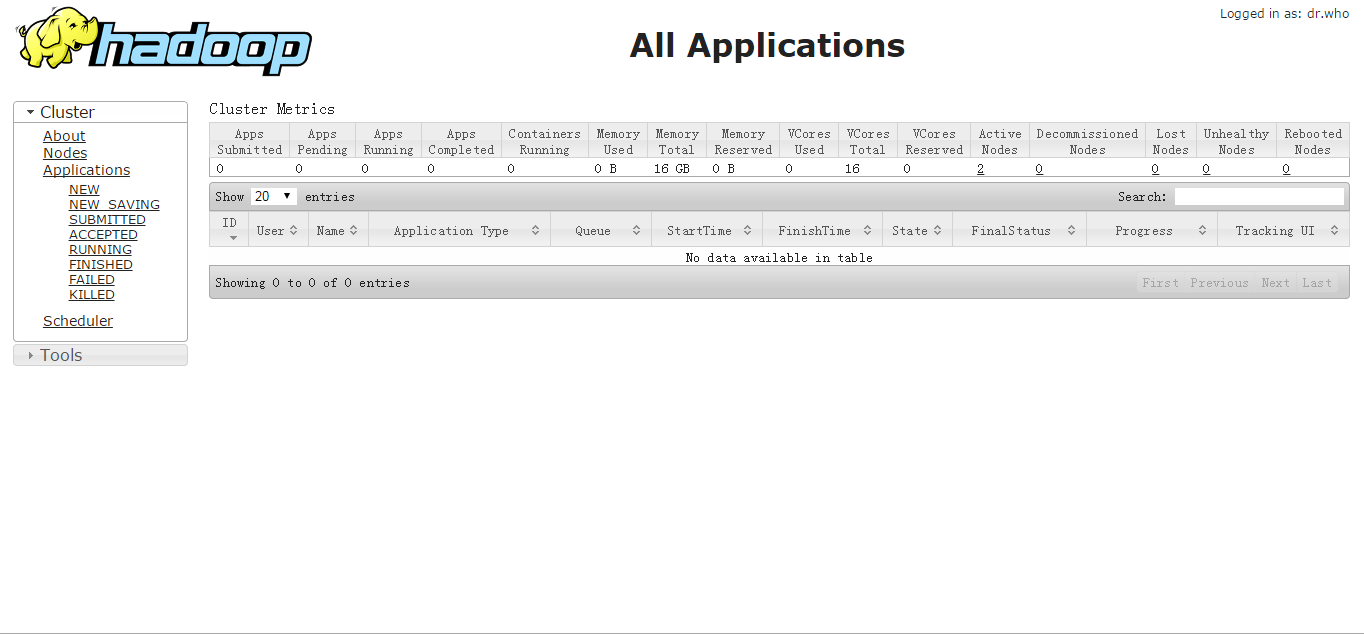 Logged in as: dr.who
hadoop
All Applications
Cluster
About
Nodes
Applications
NEW
NEW_SAVING
SUBMITTED
ACCEPTED
RUNNING
FINISHED
FAILED
KILLED
Scheduler
Tools
Cluster Metrics
Apps Submitted Apps Pending Apps Running Apps Completed Containers Running Memory Used Memory Total Memory Reserved VCores Used VCores Total VCores Reserved Active Nodes Decommissioned Nodes Lost Nodes Unhealthy Nodes Rebooted Nodes
0 0 0 0 0 0 B 16 GB 0 B 0 16 0 2 0 0 0 0
Show 20 entries Search:
ID User Name Application Type Queue StartTime FinishTime State FinalStatus Progress Tracking UI
No data available in table
Showing 0 to 0 of 0 entries First Previous Next Last